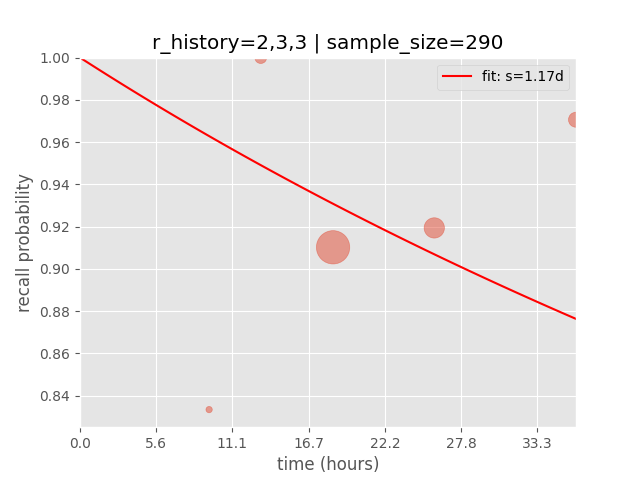 r_history=2,3,3 | sample_size=290
fit: s=1.17d
1.00
0.98
0.96
0.94
0.92
0.90
0.88
0.86
0.84
recall probability
0.0 5.6 11.1 16.7 22.2 27.8 33.3
time (hours)